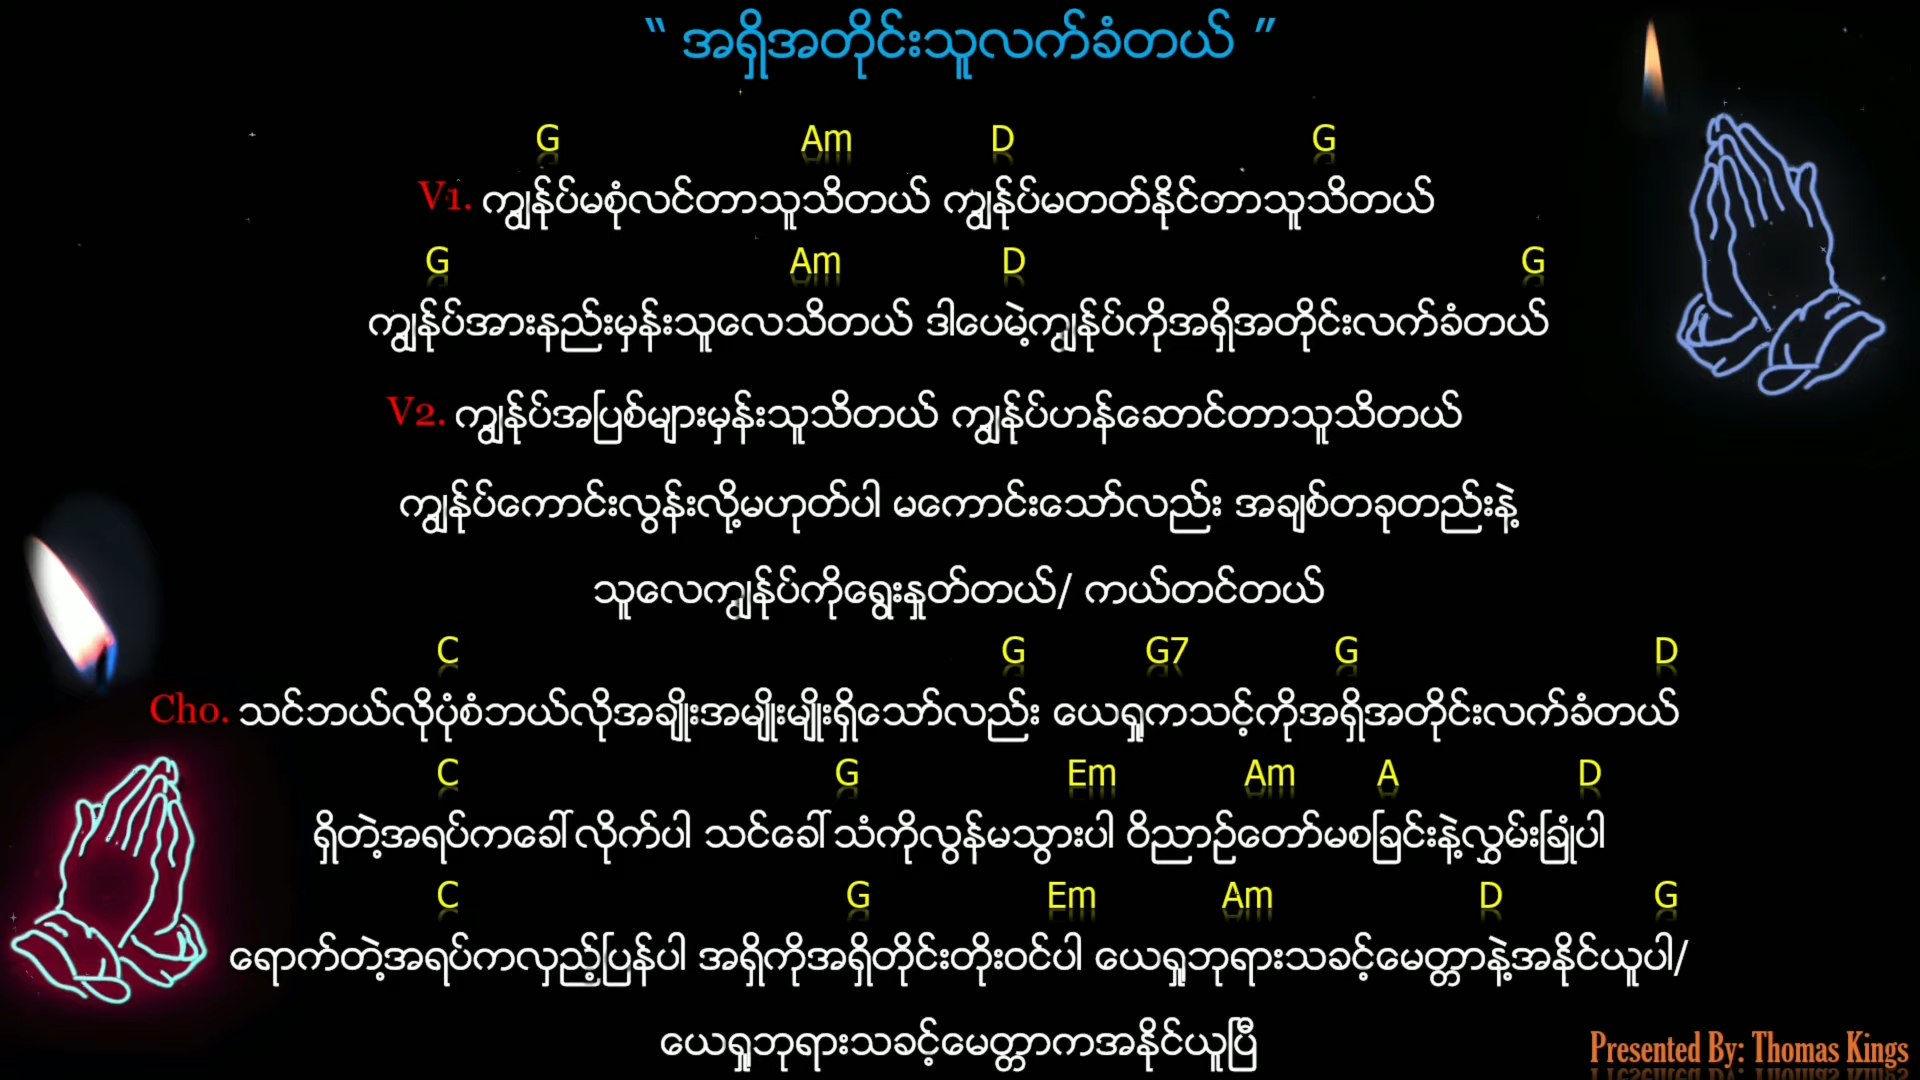 “ အရှိအတိုင်းသူလက်ခံတယ် ”
G Am D G
V1. ကျွန်ုပ်မစုံလင်တာသူသိတယ် ကျွန်ုပ်မတတ်နိုင်တာသူသိတယ်
G Am D G
ကျွန်ုပ်အားနည်းမှန်းသူလေသိတယ် ဒါပေမဲ့ကျွန်ုပ်ကိုအရှိအတိုင်းလက်ခံတယ်
V2. ကျွန်ုပ်အပြစ်များမှန်းသူသိတယ် ကျွန်ုပ်ဟန်ဆောင်တာသူသိတယ်
ကျွန်ုပ်ကောင်းလွန်းလို့မဟုတ်ပါ မကောင်းသော်လည်း အချစ်တခုတည်းနဲ့
သူလေကျွန်ုပ်ကိုရွေးနှုတ်တယ်/ ကယ်တင်တယ်
C G G7 G D
Cho. သင်ဘယ်လိုပုံစံဘယ်လိုအချိုးအမျိုးမျိုးရှိသော်လည်း ယေရှုကသင့်ကိုအရှိအတိုင်းလက်ခံတယ်
C G Em Am A D
ရှိတဲ့အရပ်ကခေါ်လိုက်ပါ သင်ခေါ်သံကိုလွန်မသွားပါ ဝိညာဉ်တော်မစခြင်းနဲ့လွှမ်းခြုံပါ
C G Em Am D G
ရောက်တဲ့အရပ်ကလှည့်ပြန်ပါ အရှိကိုအရှိတိုင်းတိုးဝင်ပါ ယေရှုဘုရားသခင့်မေတ္တာနဲ့အနိုင်ယူပါ/
ယေရှုဘုရားသခင့်မေတ္တာကအနိုင်ယူပြီ
Presented By: Thomas Kings